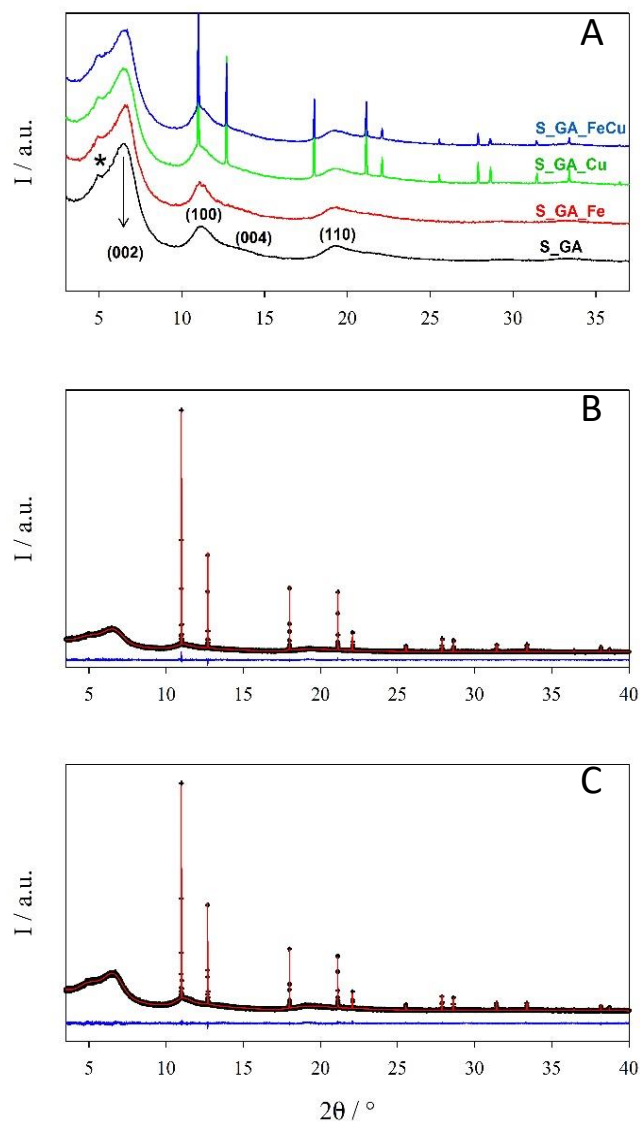 A
I / a.u.
S_GA_FeCu
S_GA_Cu
S_GA_Fe
S_GA
*
(002)
(100)
(004)
(110)
5 10 15 20 25 30 35
B
I / a.u.
5 10 15 20 25 30 35 40
C
I / a.u.
5 10 15 20 25 30 35 40
2θ / °